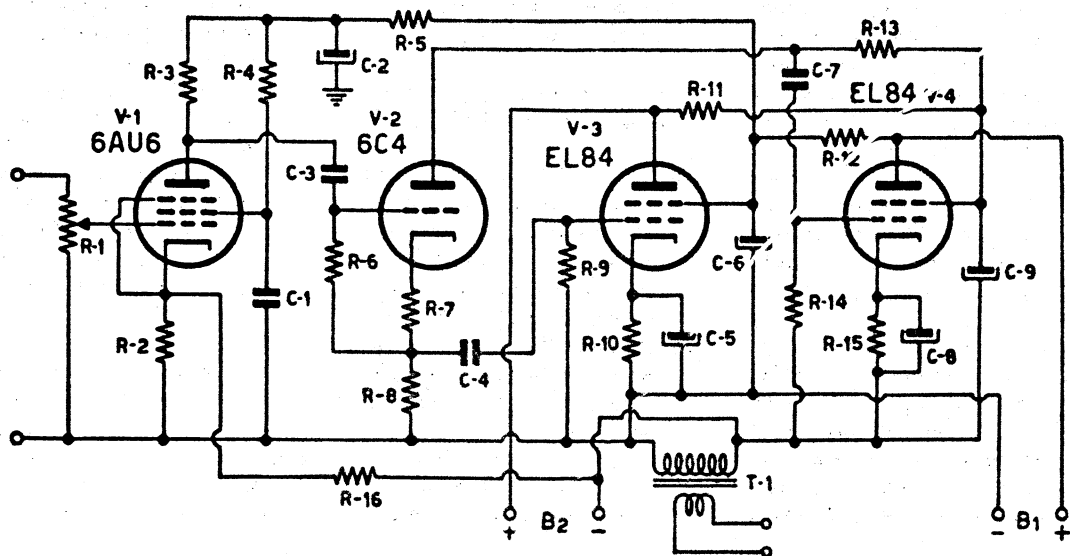 R-13
R-5
R-3
R-4
C-2
C-7
R-11
EL84 V-4
V-1
6AU6
V-2
6C4
V-3
EL84
R-12
C-3
R-1
R-6
R-9
C-6
C-9
C-1
R-7
R-14
R-2
R-10
C-5
R-15
C-8
C-4
R-8
R-16
T-1
+ B2 -
- B1 +